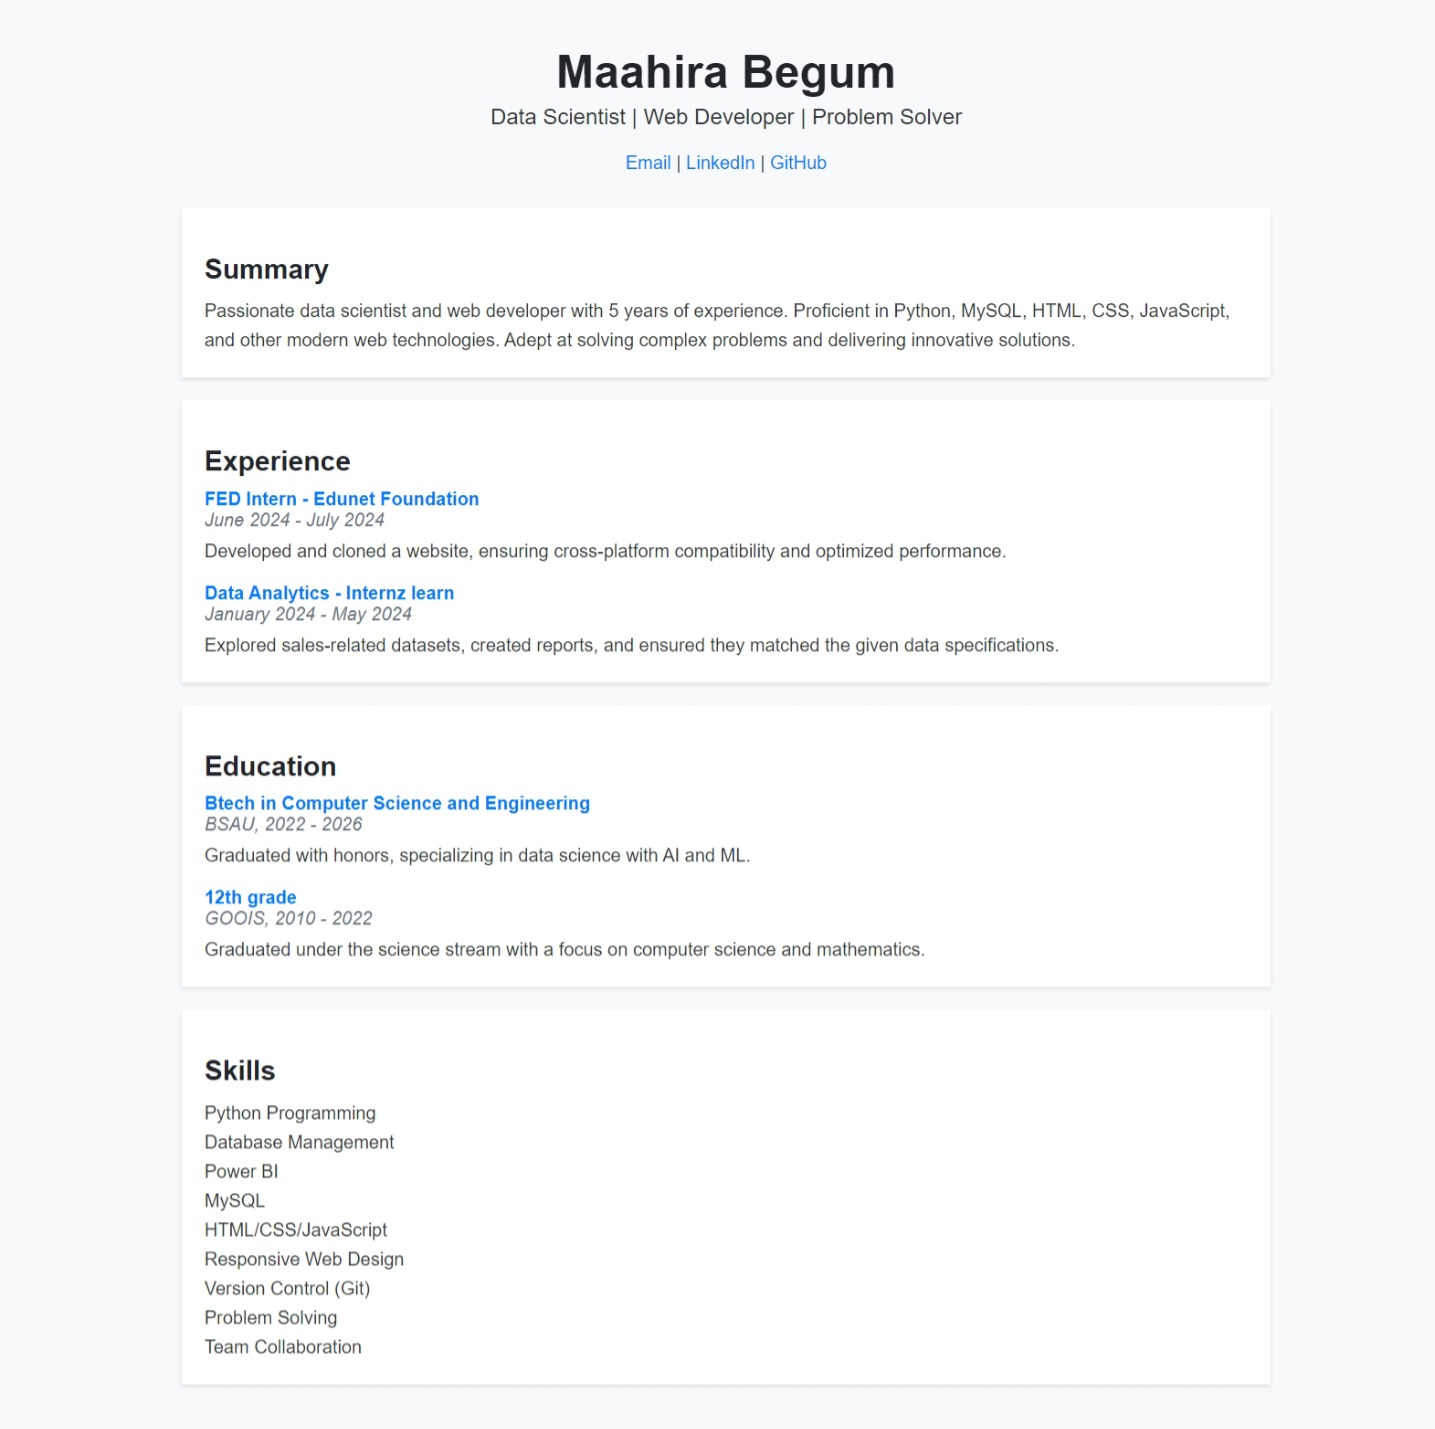 Maahira Begum
Data Scientist | Web Developer | Problem Solver
Email | LinkedIn | GitHub
Summary
Passionate data scientist and web developer with 5 years of experience. Proficient in Python, MySQL, HTML, CSS, JavaScript,
and other modern web technologies. Adept at solving complex problems and delivering innovative solutions.
Experience
FED Intern - Edunet Foundation
June 2024 - July 2024
Developed and cloned a website, ensuring cross-platform compatibility and optimized performance.
Data Analytics - Internz learn
January 2024 - May 2024
Explored sales-related datasets, created reports, and ensured they matched the given data specifications.
Education
Btech in Computer Science and Engineering
BSAU, 2022 - 2026
Graduated with honors, specializing in data science with AI and ML.
12th grade
GOOIS, 2010 - 2022
Graduated under the science stream with a focus on computer science and mathematics.
Skills
Python Programming
Database Management
Power BI
MySQL
HTML/CSS/JavaScript
Responsive Web Design
Version Control (Git)
Problem Solving
Team Collaboration